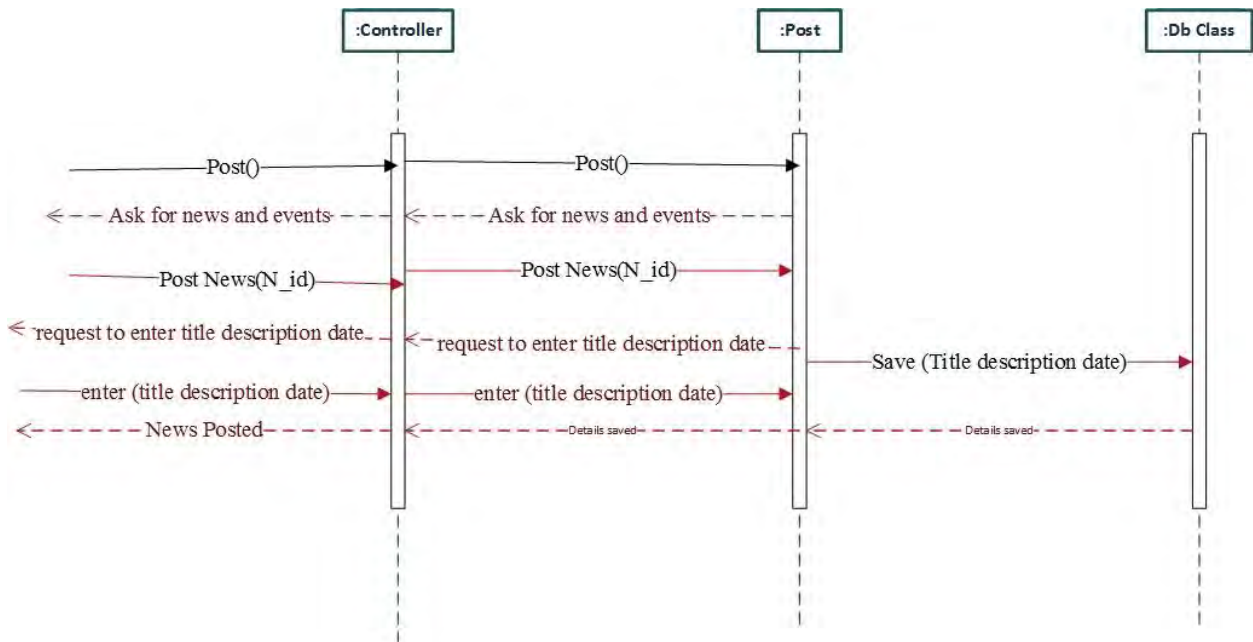 :Controller
:Post
:Db Class
Post()
Post()
Ask for news and events
Ask for news and events
Post News(N_id)
Post News(N_id)
request to enter title description date
request to enter title description date
Save (Title description date)
enter (title description date)
enter (title description date)
News Posted
Details saved
Details saved